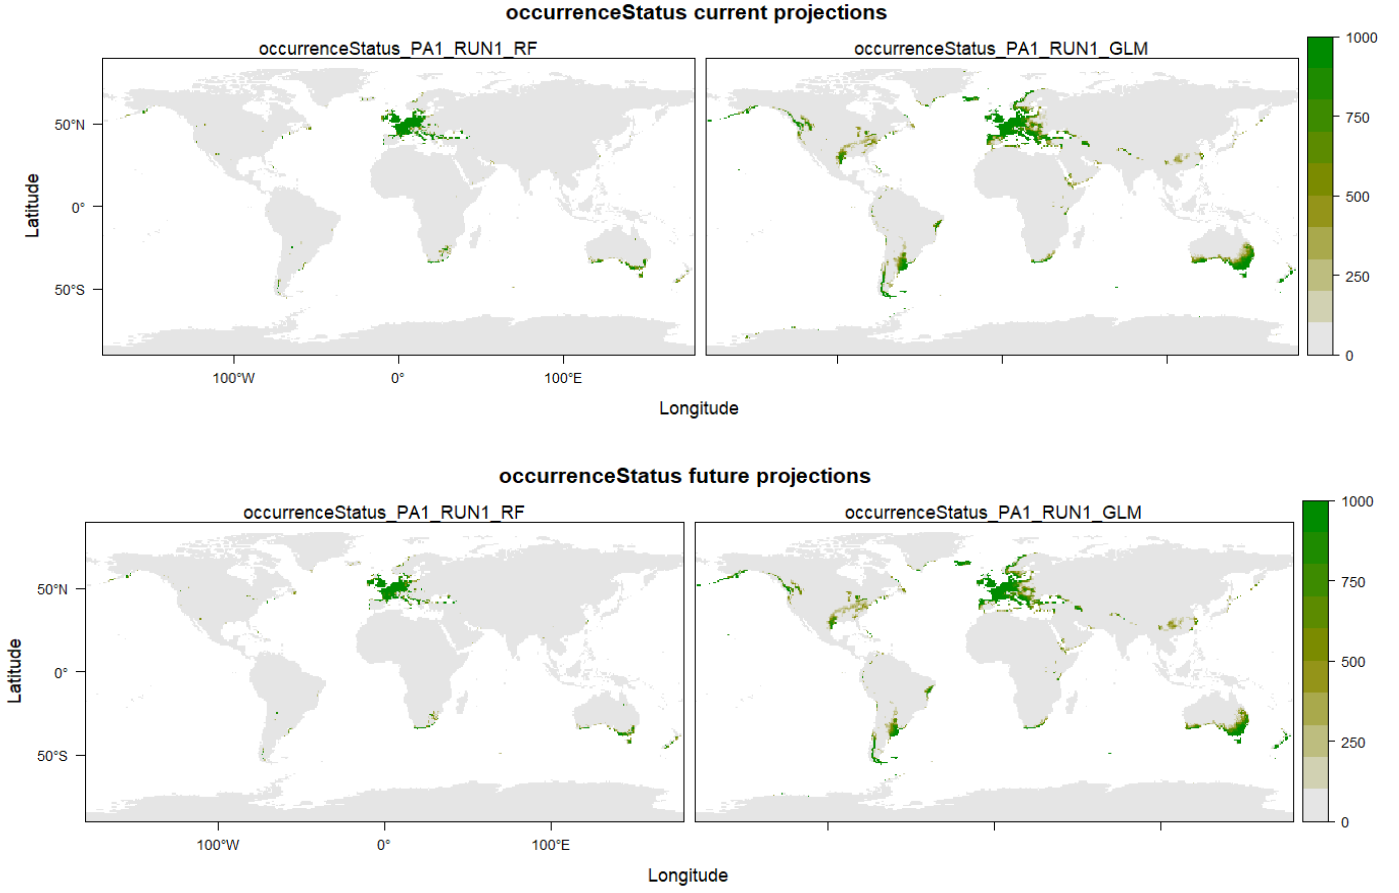 occurrenceStatus current projections
occurrenceStatus_PA1_RUN1_RF
occurrenceStatus_PA1_RUN1_GLM
1000
750
500
250
0
Latitude
50°N
0°
50°S
100°W
0°
100°E
Longitude
occurrenceStatus future projections
occurrenceStatus_PA1_RUN1_RF
occurrenceStatus_PA1_RUN1_GLM
1000
750
500
250
0
Latitude
50°N
0°
50°S
100°W
0°
100°E
Longitude